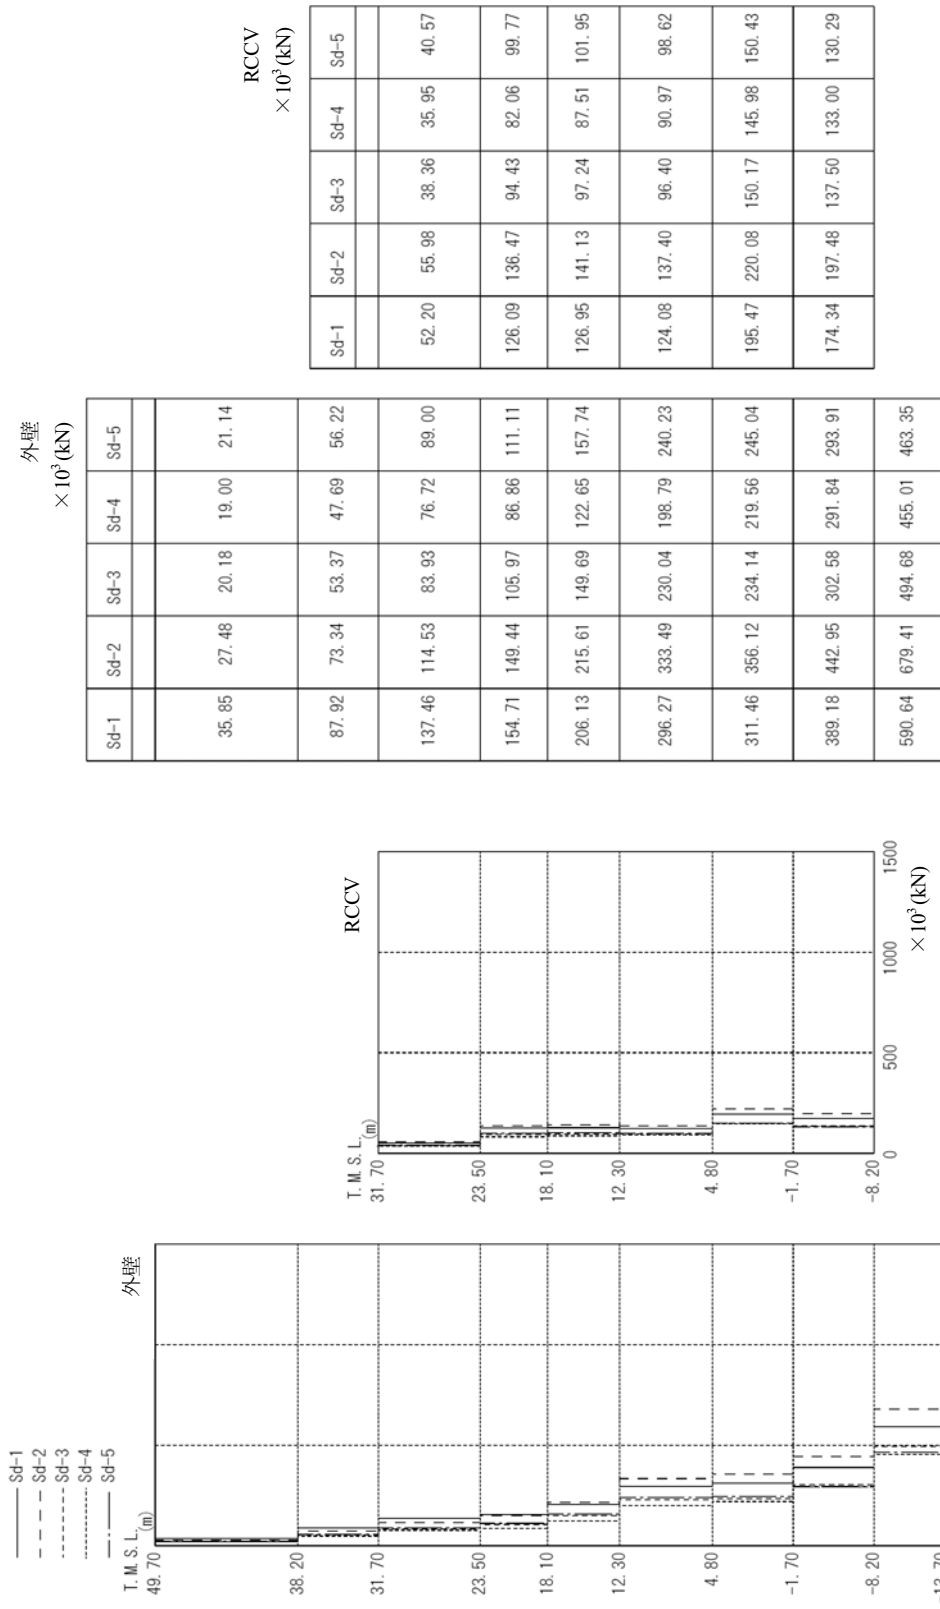 Sd-1
Sd-2
Sd-3
Sd-4
Sd-5
外壁
T. M. S. L.
(m)
49. 70
38. 20
31. 70
23. 50
18. 10
12. 30
4. 80
-1. 70
-8. 20
-13. 70
RCCV
T. M. S. L.
(m)
31. 70
23. 50
18. 10
12. 30
4. 80
-1. 70
-8. 20
0 500 1000 1500
×10³(kN)
外壁
×10³(kN)
Sd-1 Sd-2 Sd-3 Sd-4 Sd-5
35. 85 27. 48 20. 18 19. 00 21. 14
87. 92 73. 34 53. 37 47. 69 56. 22
137. 46 114. 53 83. 93 76. 72 89. 00
154. 71 149. 44 105. 97 86. 86 111. 11
206. 13 215. 61 149. 69 122. 65 157. 74
296. 27 333. 49 230. 04 198. 79 240. 23
311. 46 356. 12 234. 14 219. 56 245. 04
389. 18 442. 95 302. 58 291. 84 293. 91
590. 64 679. 41 494. 68 455. 01 463. 35
RCCV
×10³(kN)
Sd-1 Sd-2 Sd-3 Sd-4 Sd-5
52. 20 55. 98 38. 36 35. 95 40. 57
126. 09 136. 47 94. 43 82. 06 99. 77
126. 95 141. 13 97. 24 87. 51 101. 95
124. 08 137. 40 96. 40 90. 97 98. 62
195. 47 220. 08 150. 17 145. 98 150. 43
174. 34 197. 48 137. 50 133. 00 130. 29